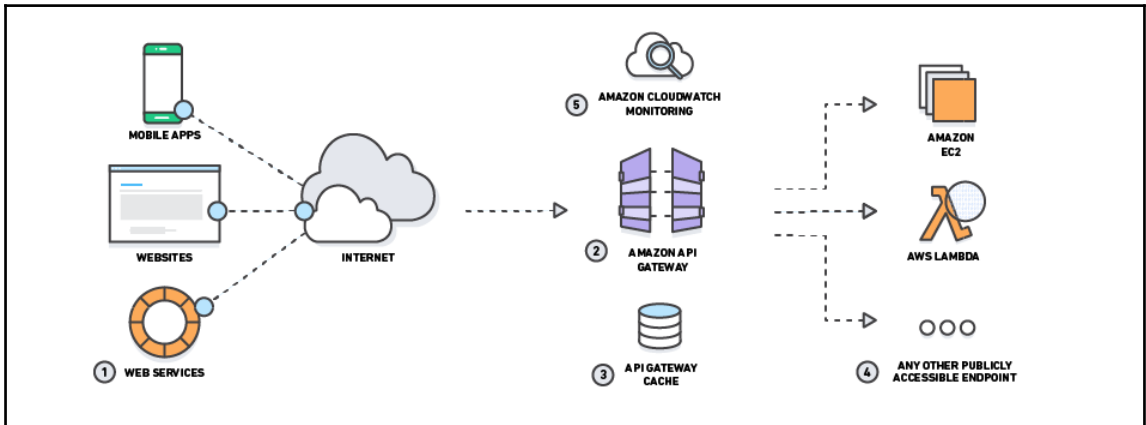 MOBILE APPS
WEBSITES
1 WEB SERVICES
INTERNET
5 AMAZON CLOUDWATCH
MONITORING
2 AMAZON API
GATEWAY
3 API GATEWAY
CACHE
AMAZON
EC2
AWS LAMBDA
4 ANY OTHER PUBLICLY
ACCESSIBLE ENDPOINT